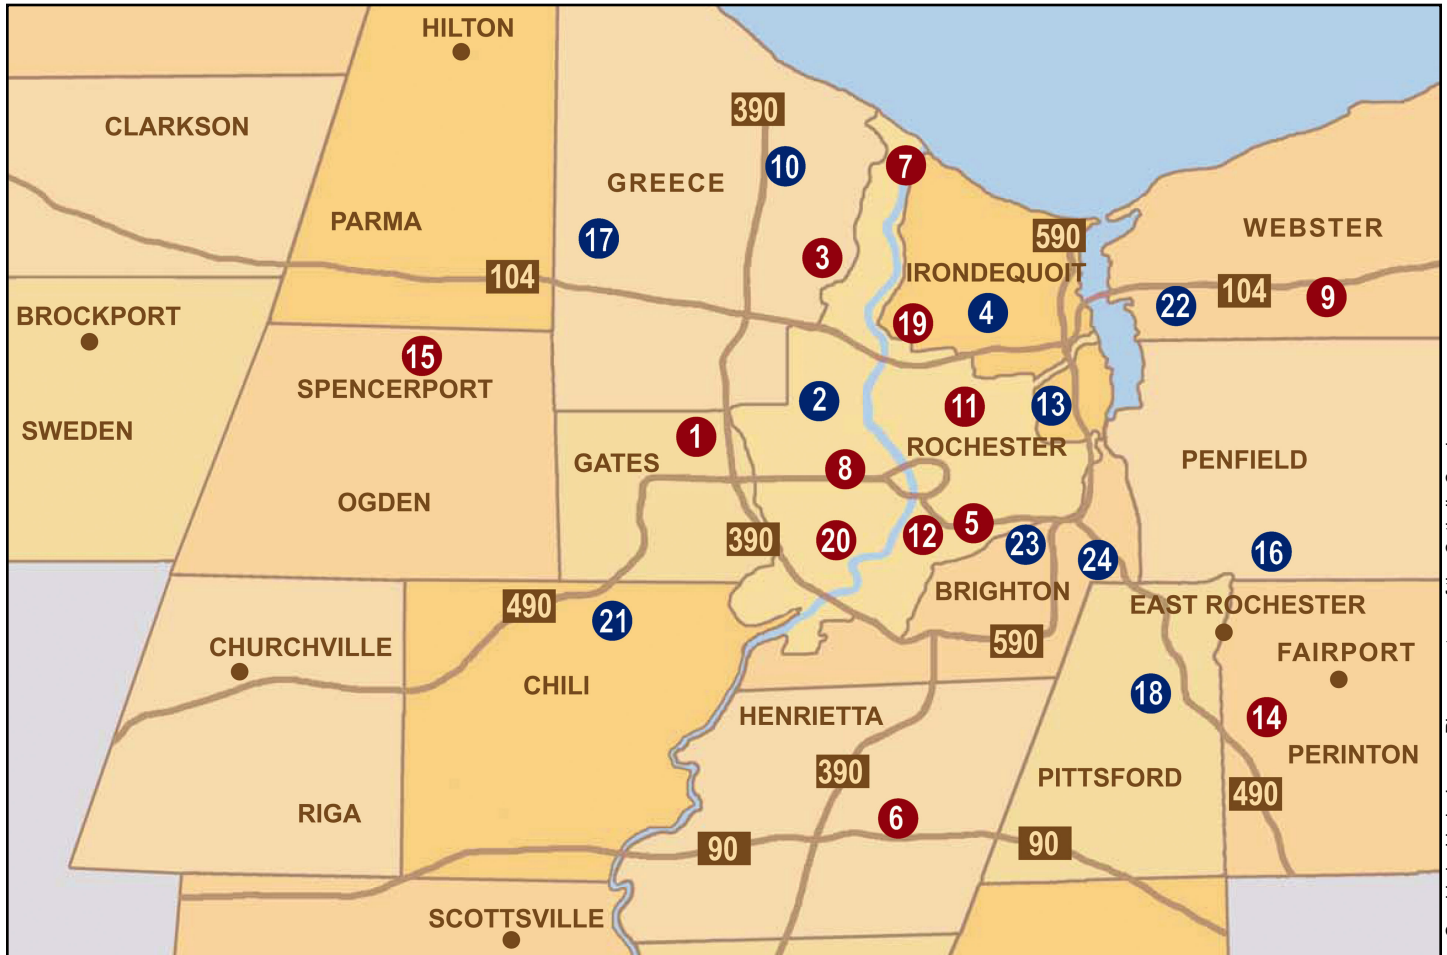 HILTON
390
CLARKSON
10
7
GREECE
PARMA
WEBSTER
590
17
3
IRONDEQUOIT
104
104
9
22
BROCKPORT
4
19
15
SPENCERPORT
2
11
13
SWEDEN
1
ROCHESTER
GATES
8
PENFIELD
OGDEN
5
12
390
20
23
16
24
BRIGHTON
490
EAST ROCHESTER
21
590
CHURCHVILLE
FAIRPORT
CHILI
18
HENRIETTA
14
PERINTON
390
PITTSFORD
490
RIGA
6
90
90
SCOTTSVILLE